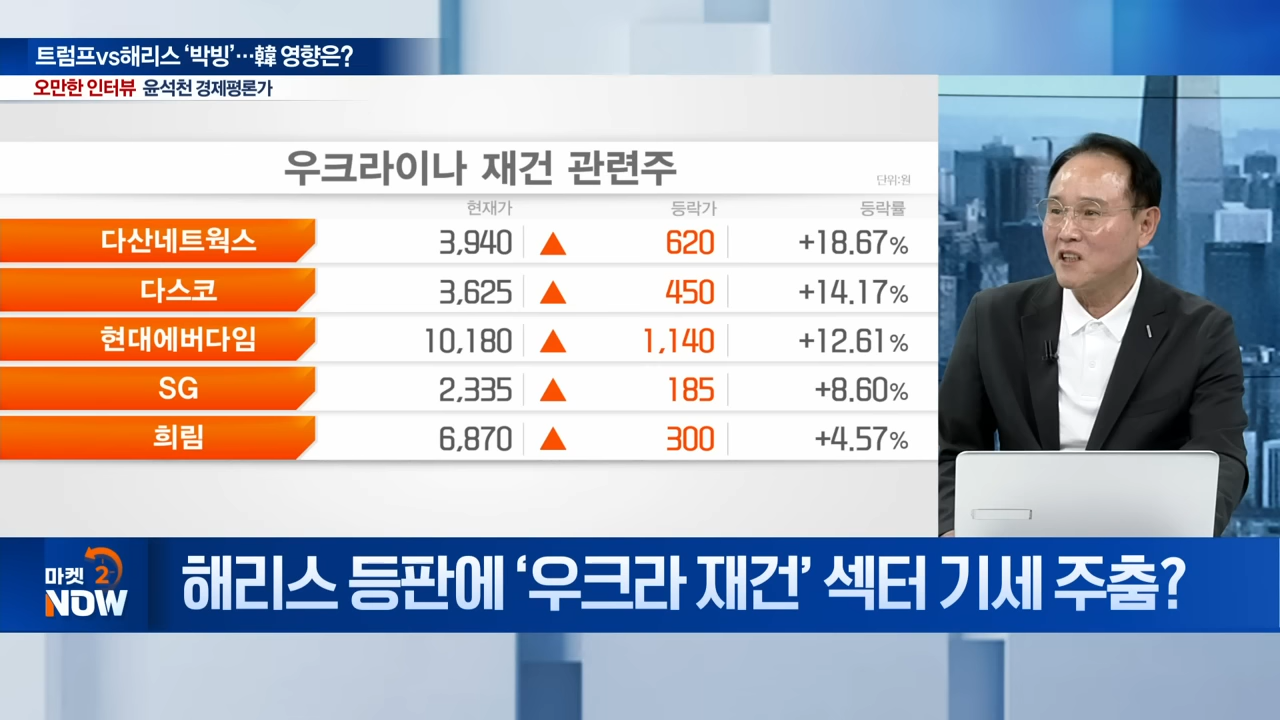 트럼프vs해리스 '박빙'…韓 영향은?
오만한 인터뷰 윤석천 경제평론가
우크라이나 재건 관련주
단위:원
현재가 등락가 등락률
다산네트웍스 3,940 ▲ 620 +18.67%
다스코 3,625 ▲ 450 +14.17%
현대에버다임 10,180 ▲ 1,140 +12.61%
SG 2,335 ▲ 185 +8.60%
희림 6,870 ▲ 300 +4.57%
마켓 2
NOW
해리스 등판에 '우크라 재건' 섹터 기세 주춤?